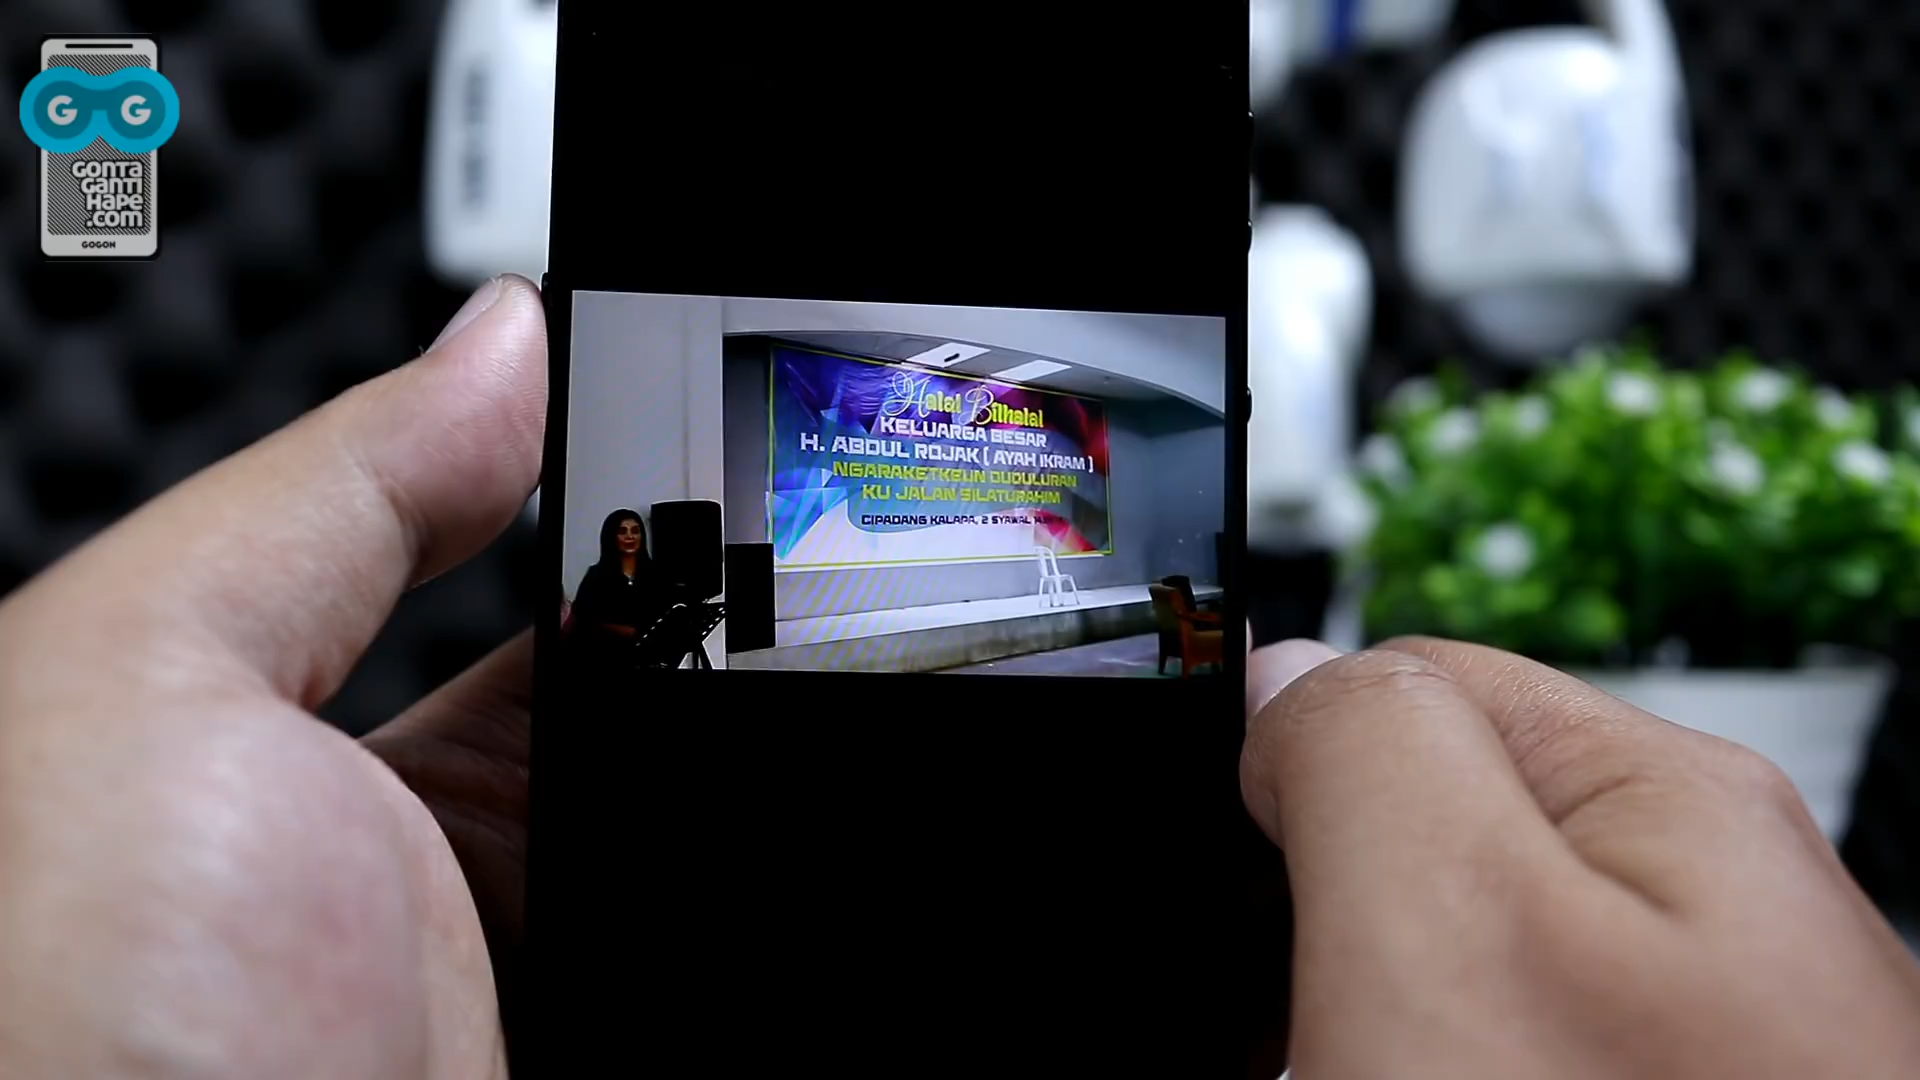 G G
GONTA
GANTI
HAPE
.COM
GOGON
Halal Bilhalal
KELUARGA BESAR
H. ABDUL ROJAK ( AYAH IKRAM )
NGARAKETKEUN DUDULURAN
KU JALAN SILATURAHIM
CIPADANG KALAPA, 2 SYAWAL